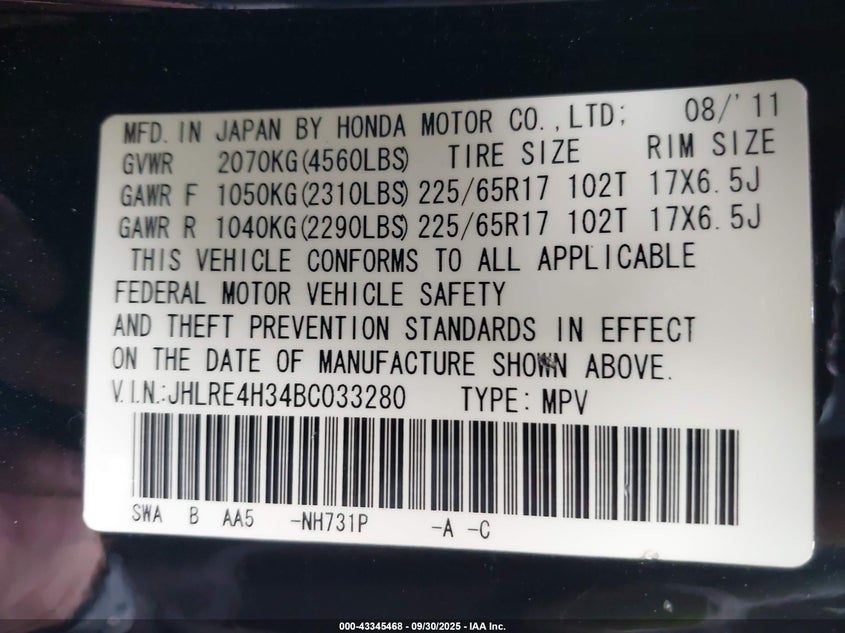 MFD. IN JAPAN BY HONDA MOTOR CO., LTD; 08/'11
GVWR 2070KG(4560LBS) TIRE SIZE RIM SIZE
GAWR F 1050KG(2310LBS) 225/65R17 102T 17X6.5J
GAWR R 1040KG(2290LBS) 225/65R17 102T 17X6.5J
THIS VEHICLE CONFORMS TO ALL APPLICABLE
FEDERAL MOTOR VEHICLE SAFETY
AND THEFT PREVENTION STANDARDS IN EFFECT
ON THE DATE OF MANUFACTURE SHOWN ABOVE.
V.I.N.:JHLRE4H34BC033280 TYPE: MPV
SWA B AA5 -NH731P -A -C
000-43345468 - 09/30/2025 - IAA Inc.